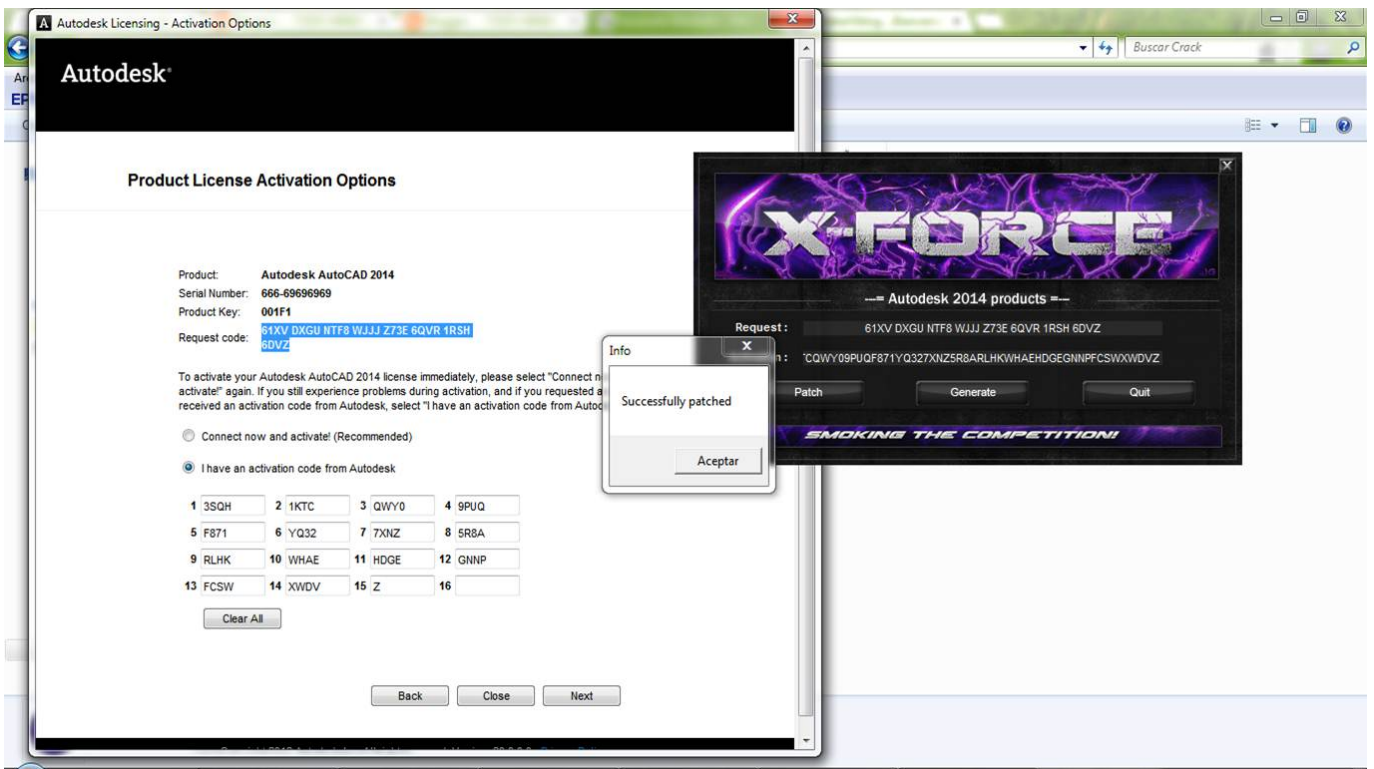 Autodesk Licensing - Activation Options
Buscar Crack
Autodesk
Product License Activation Options
Product: Autodesk AutoCAD 2014
Serial Number: 666-69696969
Product Key: 001F1
Request code: 61XV DXGU NTF8 WJJJ Z73E 6QVR 1RSH
6DVZ
To activate your Autodesk AutoCAD 2014 license immediately, please select "Connect
activate!" again. If you still experience problems during activation, and if you requested
received an activation code from Autodesk, select "I have an activation code from
Connect now and activate! (Recommended)
I have an activation code from Autodesk
1 3SQH 2 1KTC 3 QWY0 4 9PUQ
5 F871 6 YQ32 7 7XNZ 8 5R8A
9 RLHK 10 WHAE 11 HDGE 12 GNNP
13 FCSW 14 XWDV 15 Z 16
Clear All
Back Close Next
Info
Successfully patched
Aceptar
X-FORCE
---= Autodesk 2014 products =---
Request : 61XV DXGU NTF8 WJJJ Z73E 6QVR 1RSH 6DVZ
TCQWY09PUQF871YQ327XNZ5R8ARLHKWHAEHDGEGNNPFCSWXWDVZ
Patch Generate Quit
SMOKING THE COMPETITION!